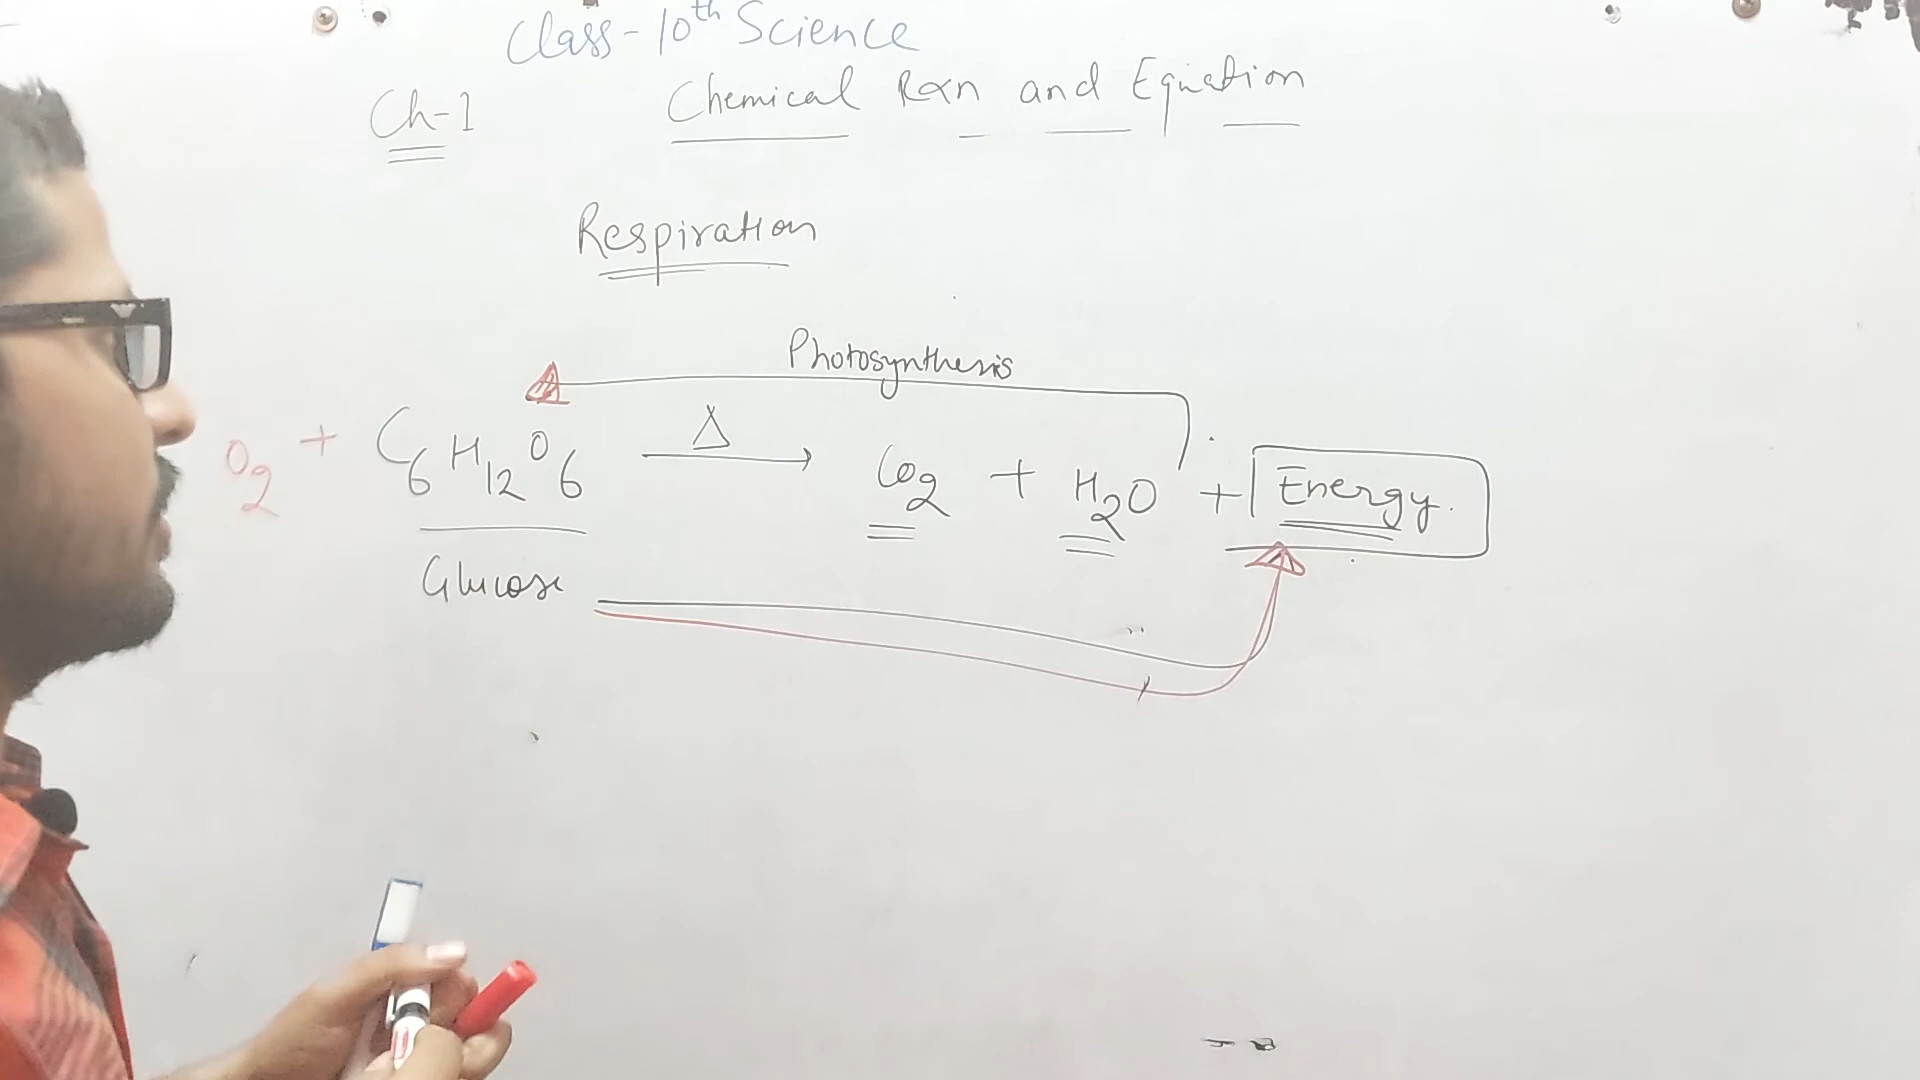 Class-10th Science
Ch-1 Chemical Rxn and Equation
Respiration
Photosynthesis
O2 + C6H12O6 —Δ→ CO2 + H2O + Energy.
Glucose